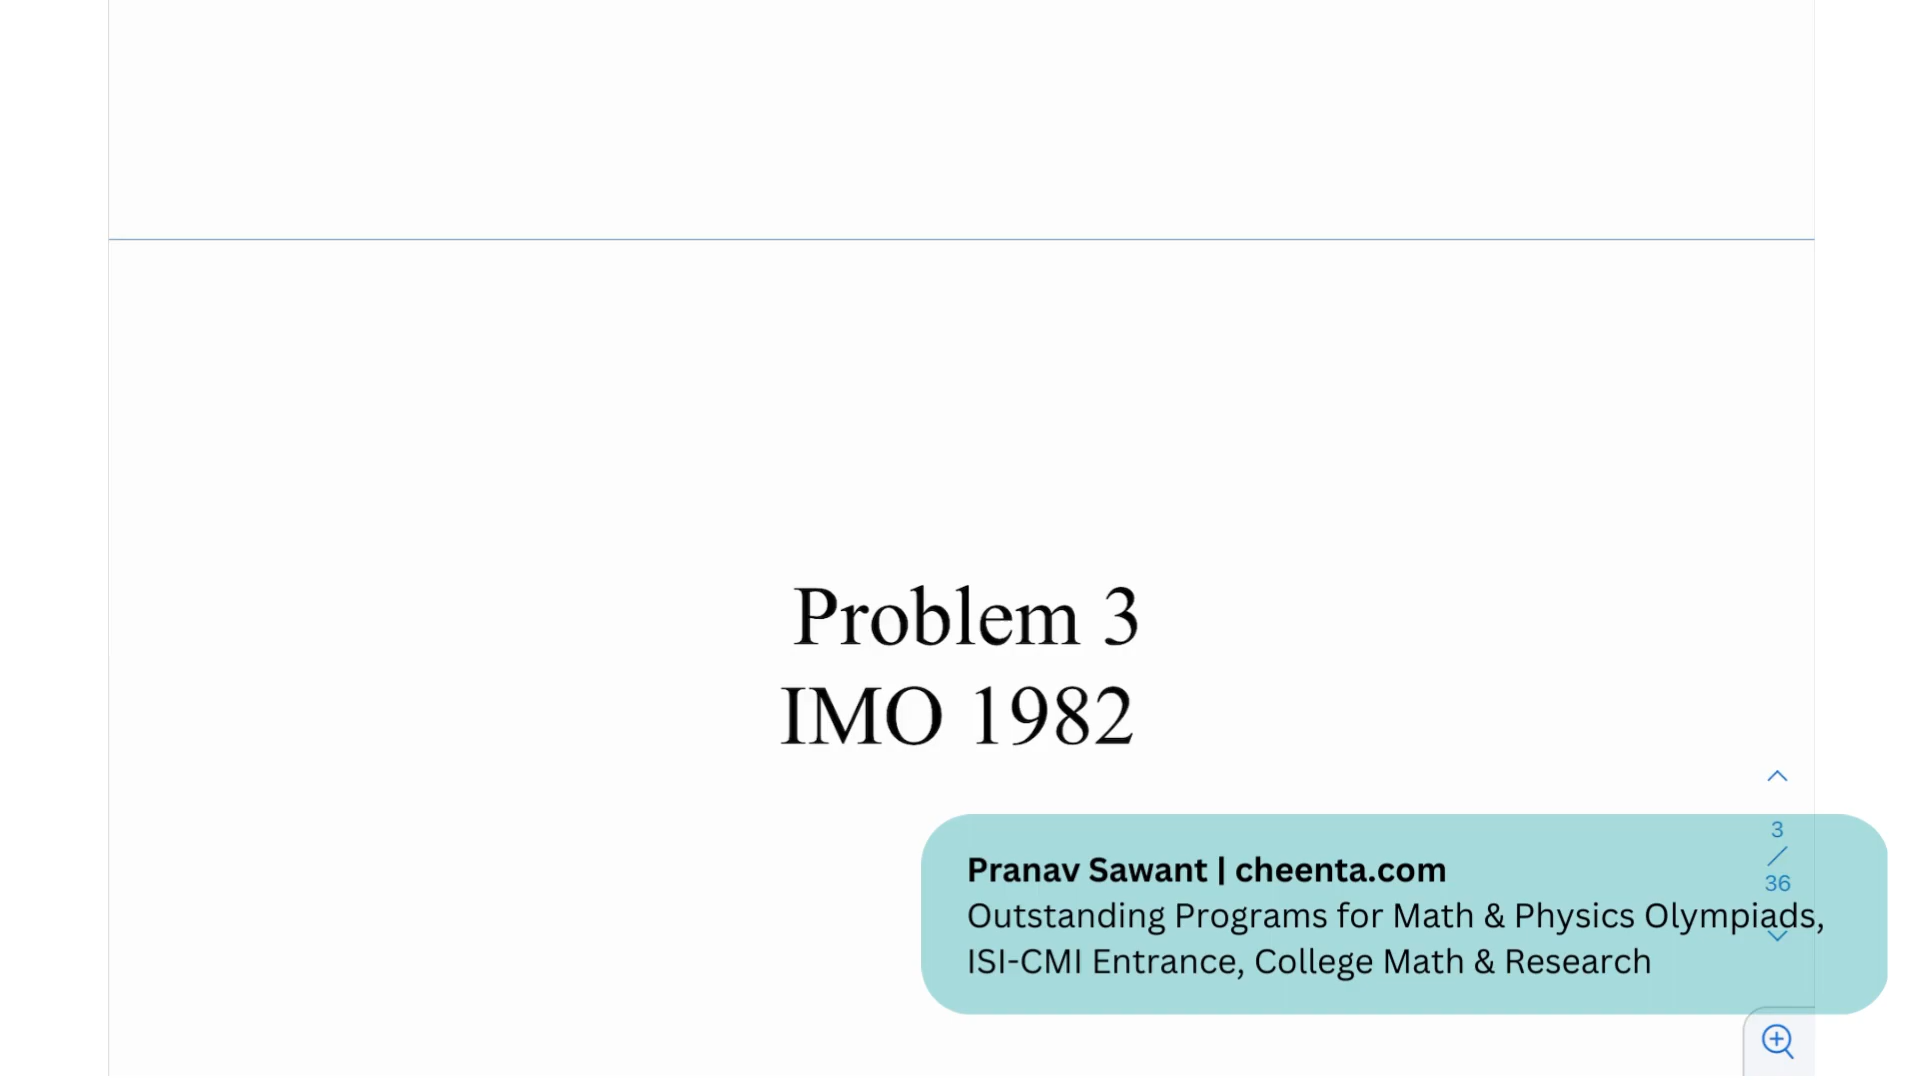 Problem 3
IMO 1982
3
/
36
Pranav Sawant | cheenta.com
Outstanding Programs for Math & Physics Olympiads,
ISI-CMI Entrance, College Math & Research